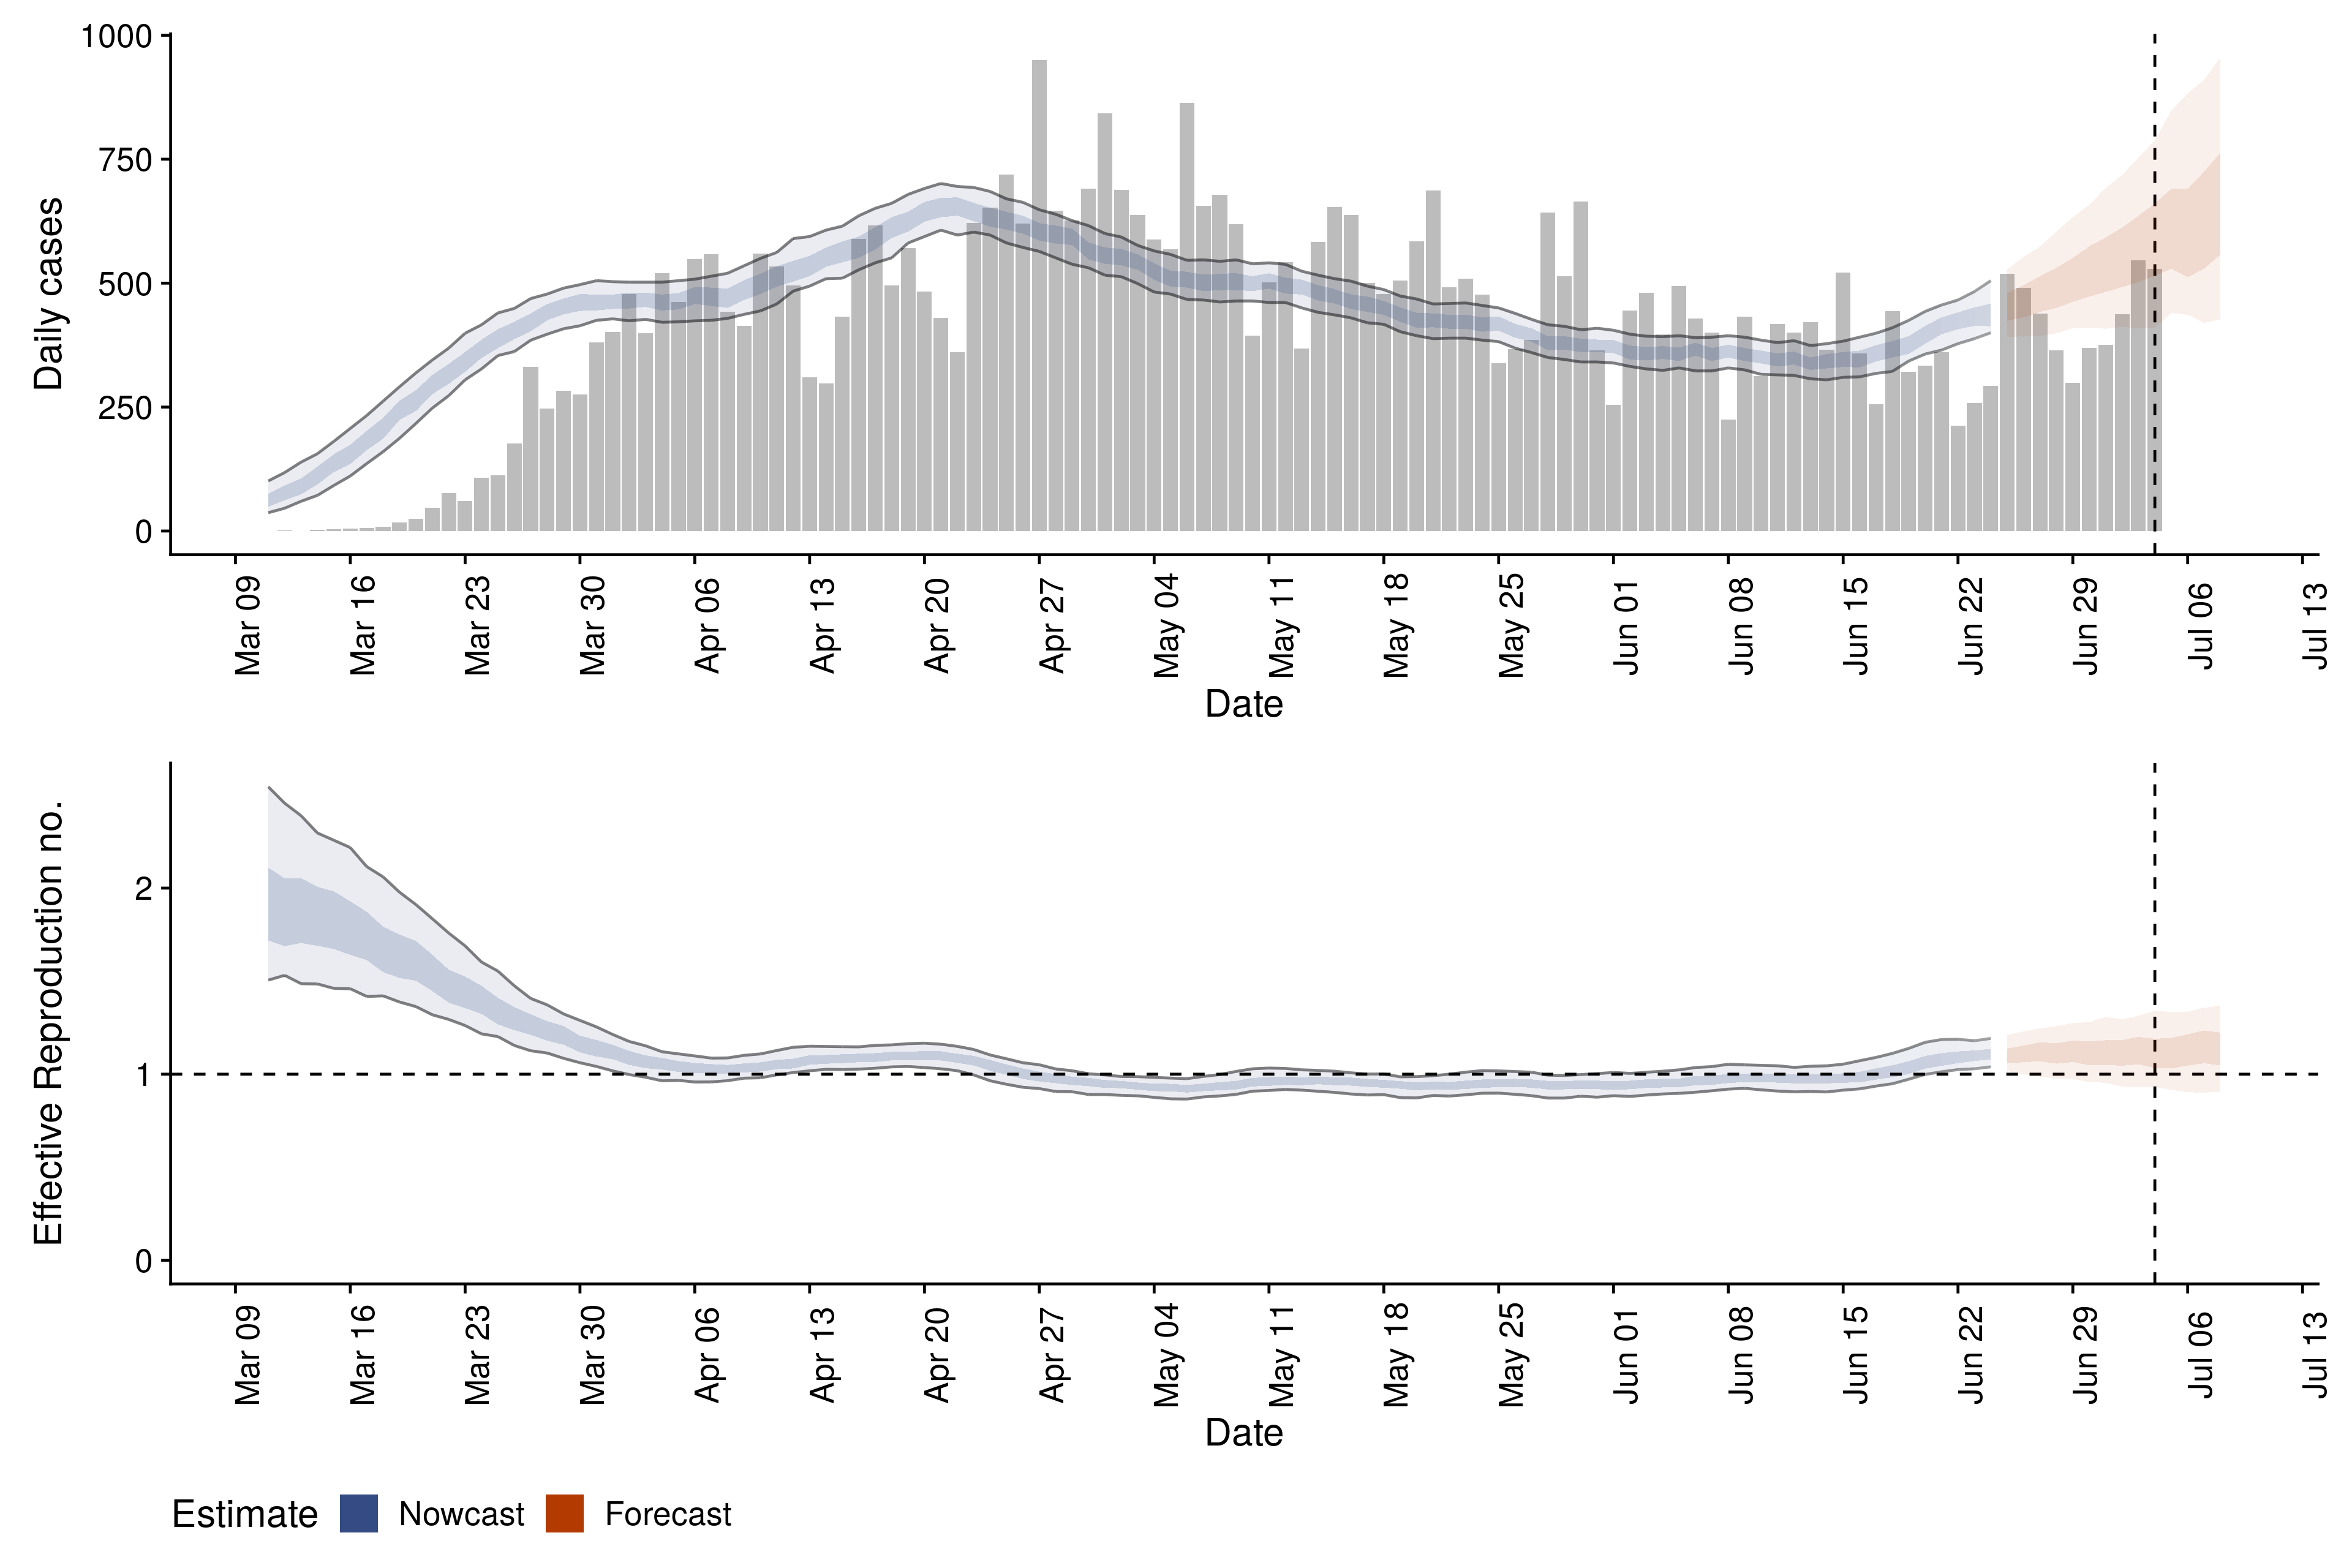 1000
750
500
250
0
Daily cases
Mar 09 Mar 16 Mar 23 Mar 30 Apr 06 Apr 13 Apr 20 Apr 27 May 04 May 11 May 18 May 25 Jun 01 Jun 08 Jun 15 Jun 22 Jun 29 Jul 06 Jul 13
Date
2
1
0
Effective Reproduction no.
Mar 09 Mar 16 Mar 23 Mar 30 Apr 06 Apr 13 Apr 20 Apr 27 May 04 May 11 May 18 May 25 Jun 01 Jun 08 Jun 15 Jun 22 Jun 29 Jul 06 Jul 13
Date
Estimate Nowcast Forecast